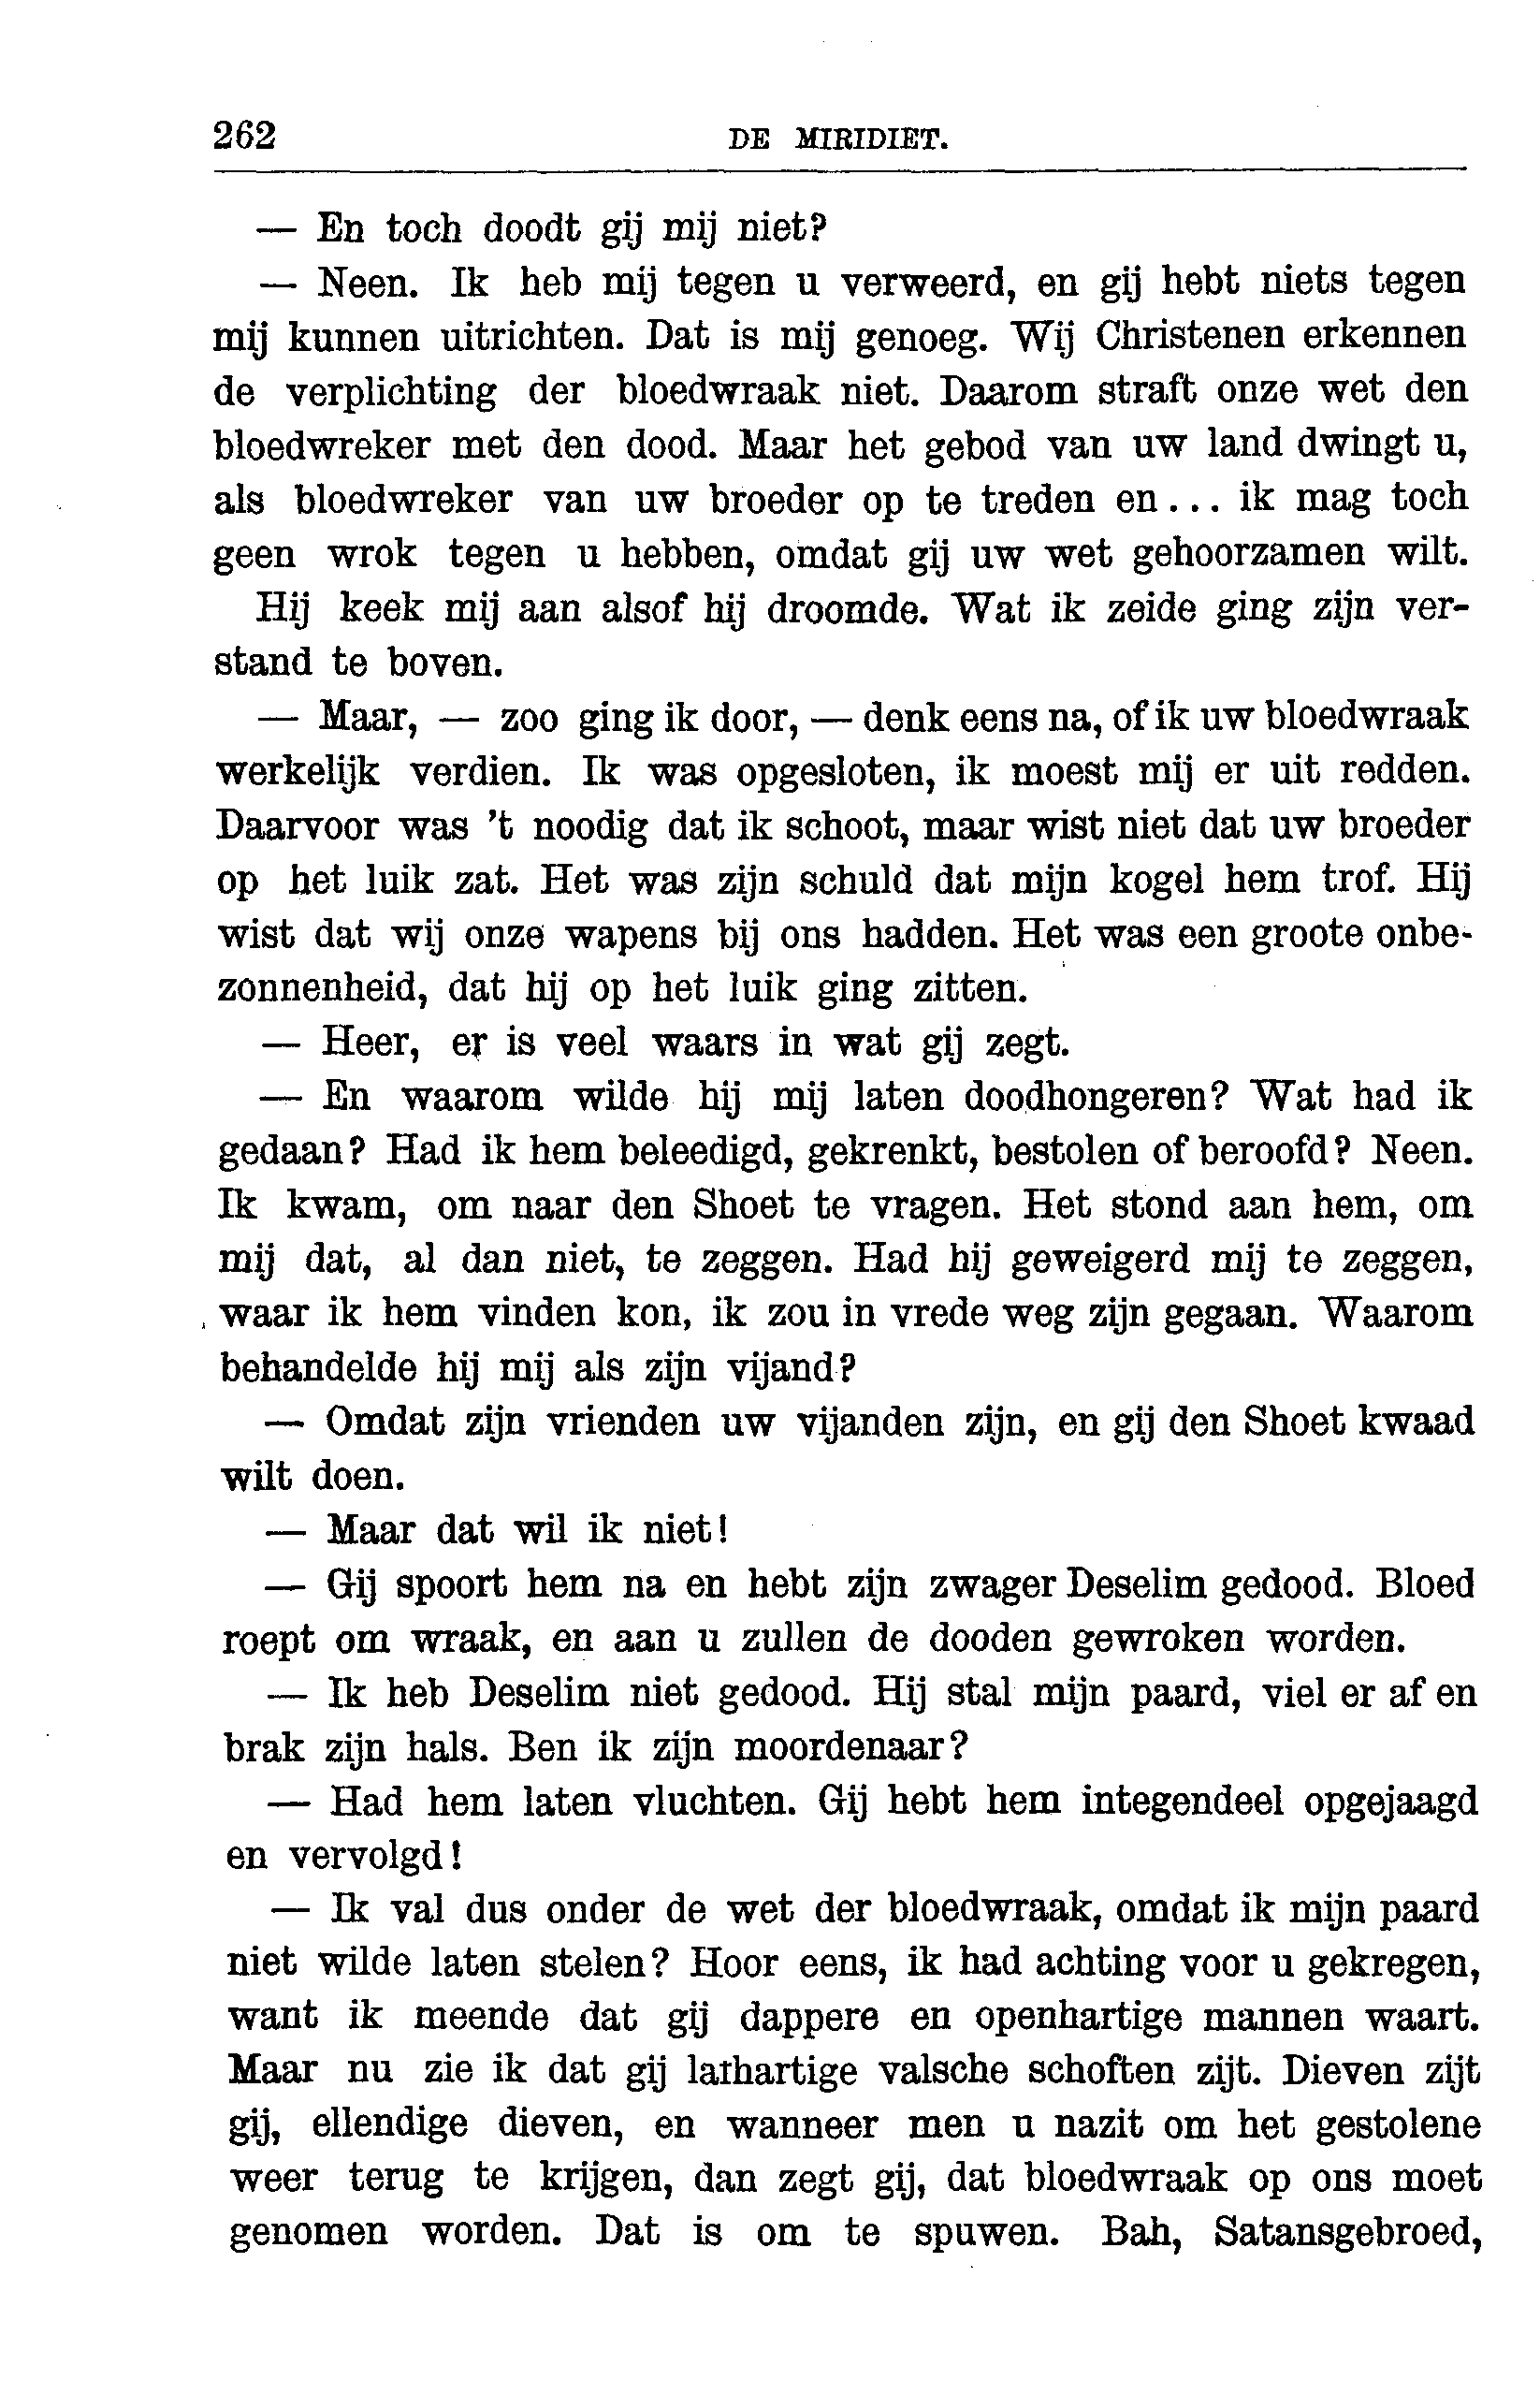 262 DE MIRIDIET.
— En toch doodt gij mij niet?
— Neen. Ik heb mij tegen u verweerd, en gij hebt niets tegen
mij kunnen uitrichten. Dat is mij genoeg. Wij Christenen erkennen
de verplichting der bloedwraak niet. Daarom straft onze wet den
bloedwreker met den dood. Maar het gebod van uw land dwingt u,
als bloedwreker van uw broeder op te treden en... ik mag toch
geen wrok tegen u hebben, omdat gij uw wet gehoorzamen wilt.
Hij keek mij aan alsof hij droomde. Wat ik zeide ging zijn ver-
stand te boven.
— Maar, — zoo ging ik door, — denk eens na, of ik uw bloedwraak
werkelijk verdien. Ik was opgesloten, ik moest mij er uit redden.
Daarvoor was 't noodig dat ik schoot, maar wist niet dat uw broeder
op het luik zat. Het was zijn schuld dat mijn kogel hem trof. Hij
wist dat wij onze wapens bij ons hadden. Het was een groote onbe-
zonnenheid, dat hij op het luik ging zitten.
— Heer, er is veel waars in wat gij zegt.
— En waarom wilde hij mij laten doodhongeren? Wat had ik
gedaan? Had ik hem beleedigd, gekrenkt, bestolen of beroofd? Neen.
Ik kwam, om naar den Shoet te vragen. Het stond aan hem, om
mij dat, al dan niet, te zeggen. Had hij geweigerd mij te zeggen,
waar ik hem vinden kon, ik zou in vrede weg zijn gegaan. Waarom
behandelde hij mij als zijn vijand?
— Omdat zijn vrienden uw vijanden zijn, en gij den Shoet kwaad
wilt doen.
— Maar dat wil ik niet!
— Gij spoort hem na en hebt zijn zwager Deselim gedood. Bloed
roept om wraak, en aan u zullen de dooden gewroken worden.
— Ik heb Deselim niet gedood. Hij stal mijn paard, viel er af en
brak zijn hals. Ben ik zijn moordenaar?
— Had hem laten vluchten. Gij hebt hem integendeel opgejaagd
en vervolgd!
— Ik val dus onder de wet der bloedwraak, omdat ik mijn paard
niet wilde laten stelen? Hoor eens, ik had achting voor u gekregen,
want ik meende dat gij dappere en openhartige mannen waart.
Maar nu zie ik dat gij lafhartige valsche schoften zijt. Dieven zijt
gij, ellendige dieven, en wanneer men u nazit om het gestolene
weer terug te krijgen, dan zegt gij, dat bloedwraak op ons moet
genomen worden. Dat is om te spuwen. Bah, Satansgebroed,